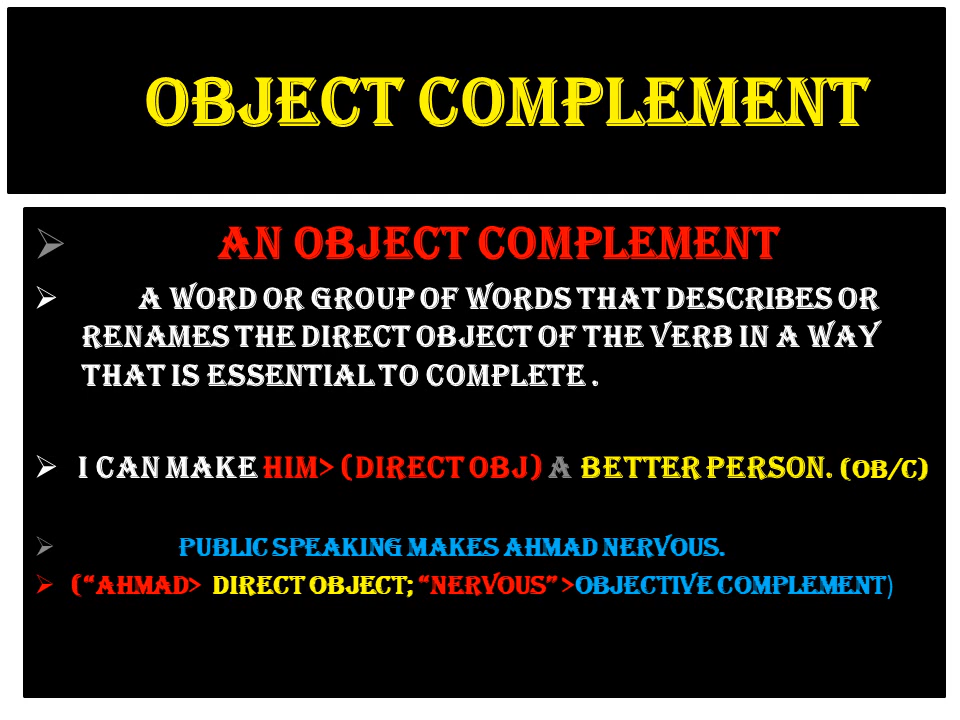 OBJECT COMPLEMENT
AN OBJECT COMPLEMENT
A WORD OR GROUP OF WORDS THAT DESCRIBES OR
RENAMES THE DIRECT OBJECT OF THE VERB IN A WAY
THAT IS ESSENTIAL TO COMPLETE .
I CAN MAKE HIM> (DIRECT OBJ) A BETTER PERSON. (OB/C)
PUBLIC SPEAKING MAKES AHMAD NERVOUS.
(“AHMAD> DIRECT OBJECT; “NERVOUS” >OBJECTIVE COMPLEMENT)